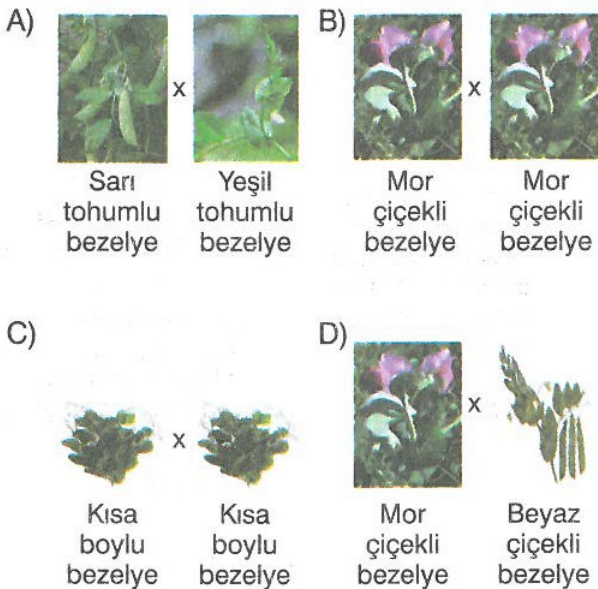 A)
x
Sarı
tohumlu
bezelye
Yeşil
tohumlu
bezelye
B)
x
Mor
çiçekli
bezelye
Mor
çiçekli
bezelye
C)
x
Kısa
boylu
bezelye
Kısa
boylu
bezelye
D)
x
Mor
çiçekli
bezelye
Beyaz
çiçekli
bezelye